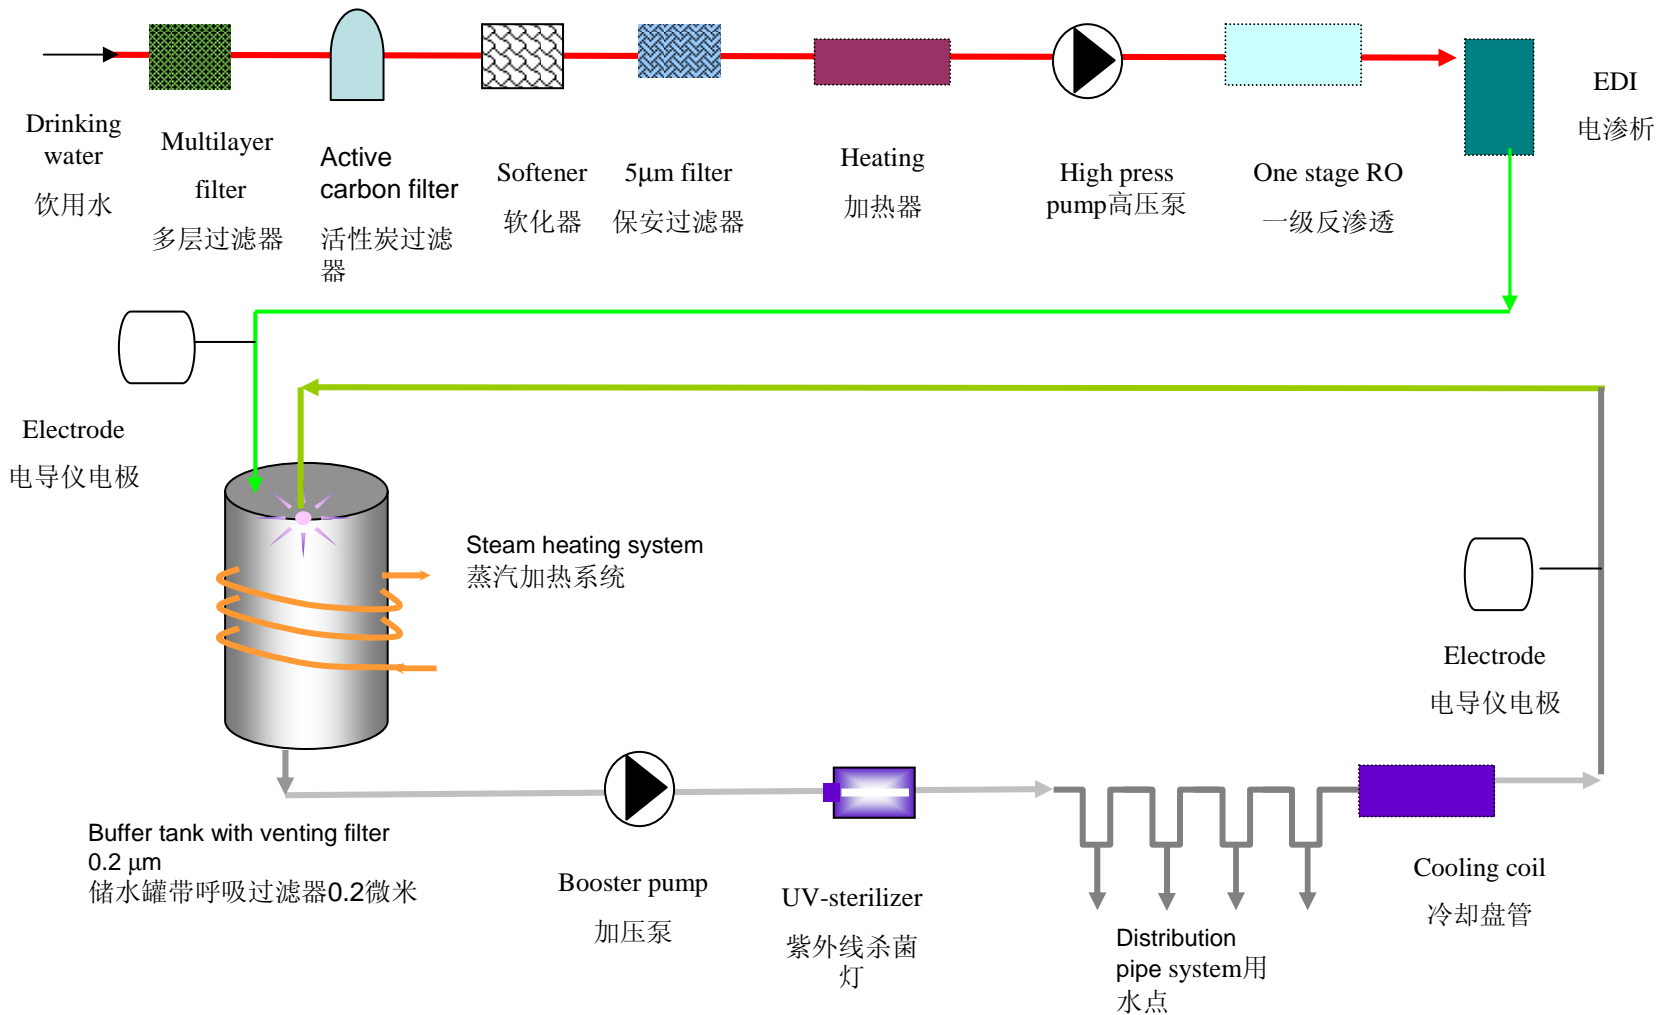 Drinking
water
饮用水
Multilayer
filter
多层过滤器
Active
carbon filter
活性炭过滤
器
Softener
软化器
5μm filter
保安过滤器
Heating
加热器
High press
pump高压泵
One stage RO
一级反渗透
EDI
电渗析
Electrode
电导仪电极
Steam heating system
蒸汽加热系统
Electrode
电导仪电极
Buffer tank with venting filter
0.2 μm
储水罐带呼吸过滤器0.2微米
Booster pump
加压泵
UV-sterilizer
紫外线杀菌
灯
Distribution
pipe system用
水点
Cooling coil
冷却盘管